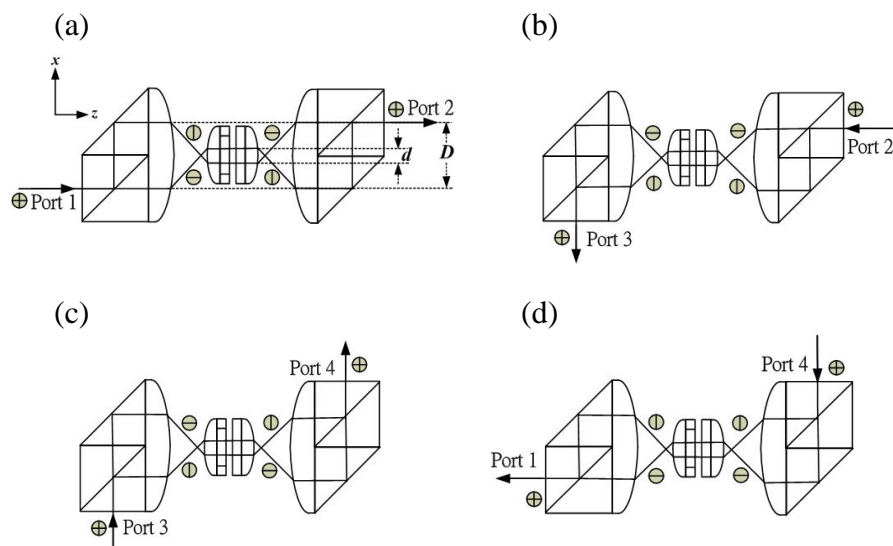 (a)
(b)
x
z
Port 2
d
D
Port 1
Port 2
Port 3
(c)
(d)
Port 4
Port 4
Port 1
Port 3